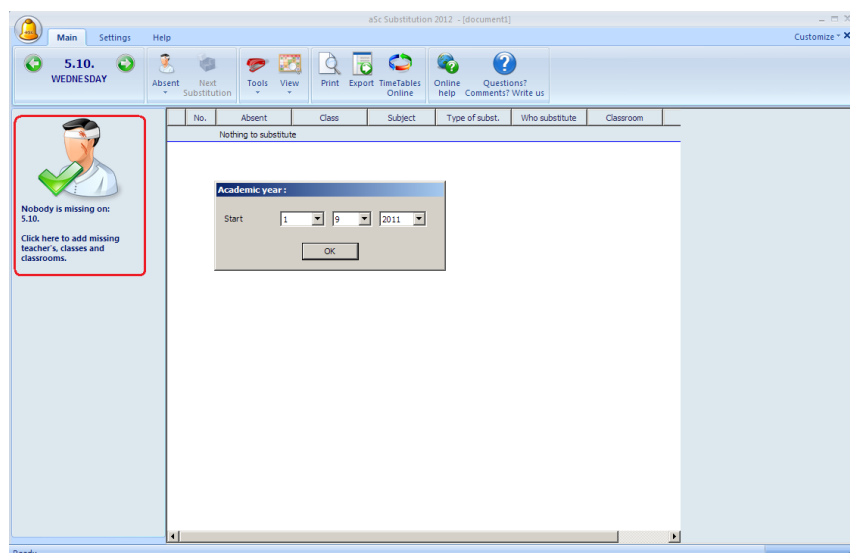 aSc Substitution 2012 - [document1]
Main Settings Help
Customize
5.10.
WEDNESDAY
Absent
Next
Substitution
Tools
View
Print
Export
TimeTables
Online
Online
help
Questions?
Comments? Write us
No. Absent Class Subject Type of subst. Who substitute Classroom
Nothing to substitute
Nobody is missing on:
5.10.
Click here to add missing
teacher's, classes and
classrooms.
Academic year :
Start 1 9 2011
OK
Ready